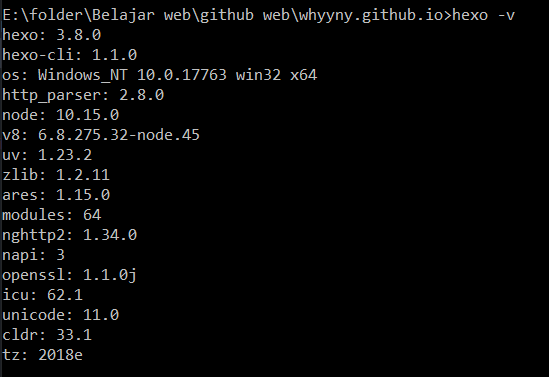 E:\folder\Belajar web\github web\whyyny.github.io>hexo -v
hexo: 3.8.0
hexo-cli: 1.1.0
os: Windows_NT 10.0.17763 win32 x64
http_parser: 2.8.0
node: 10.15.0
v8: 6.8.275.32-node.45
uv: 1.23.2
zlib: 1.2.11
ares: 1.15.0
modules: 64
nghttp2: 1.34.0
napi: 3
openssl: 1.1.0j
icu: 62.1
unicode: 11.0
cldr: 33.1
tz: 2018e